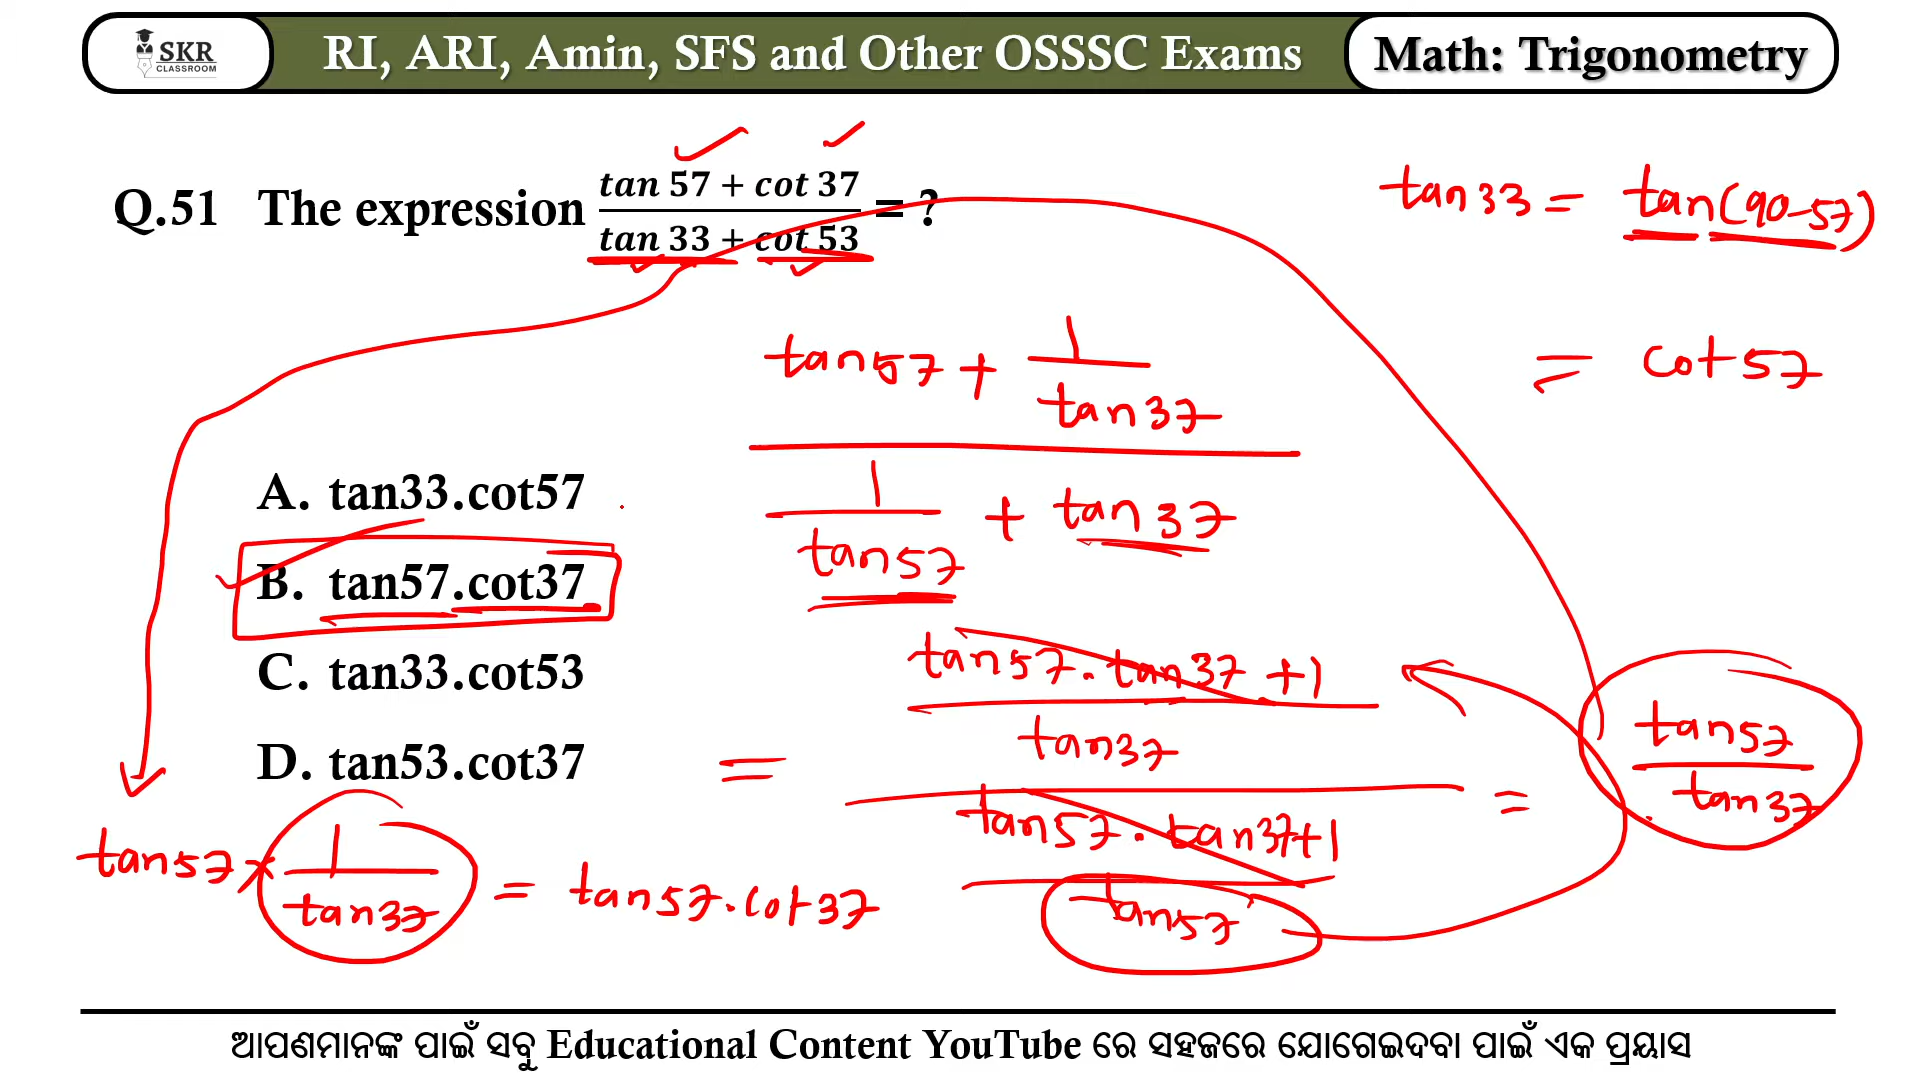 SKR
CLASSROOM
RI, ARI, Amin, SFS and Other OSSSC Exams
Math: Trigonometry
Q.51 The expression (tan 57 + cot 37)/(tan 33 + cot 53) = ?
tan33 = tan(90-57)
= cot57
tan57 + 1/tan37
1/tan57 + tan37
A. tan33.cot57
B. tan57.cot37
C. tan33.cot53
D. tan53.cot37
tan57.tan37 +1
tan37
=
tan57.tan37+1
tan57
= tan57/tan37
tan57 × 1/tan37 = tan57.cot37
ଆପଣମାନଙ୍କ ପାଇଁ ସବୁ Educational Content YouTube ରେ ସହଜରେ ଯୋଗେଇଦବା ପାଇଁ ଏକ ପ୍ରୟାସ